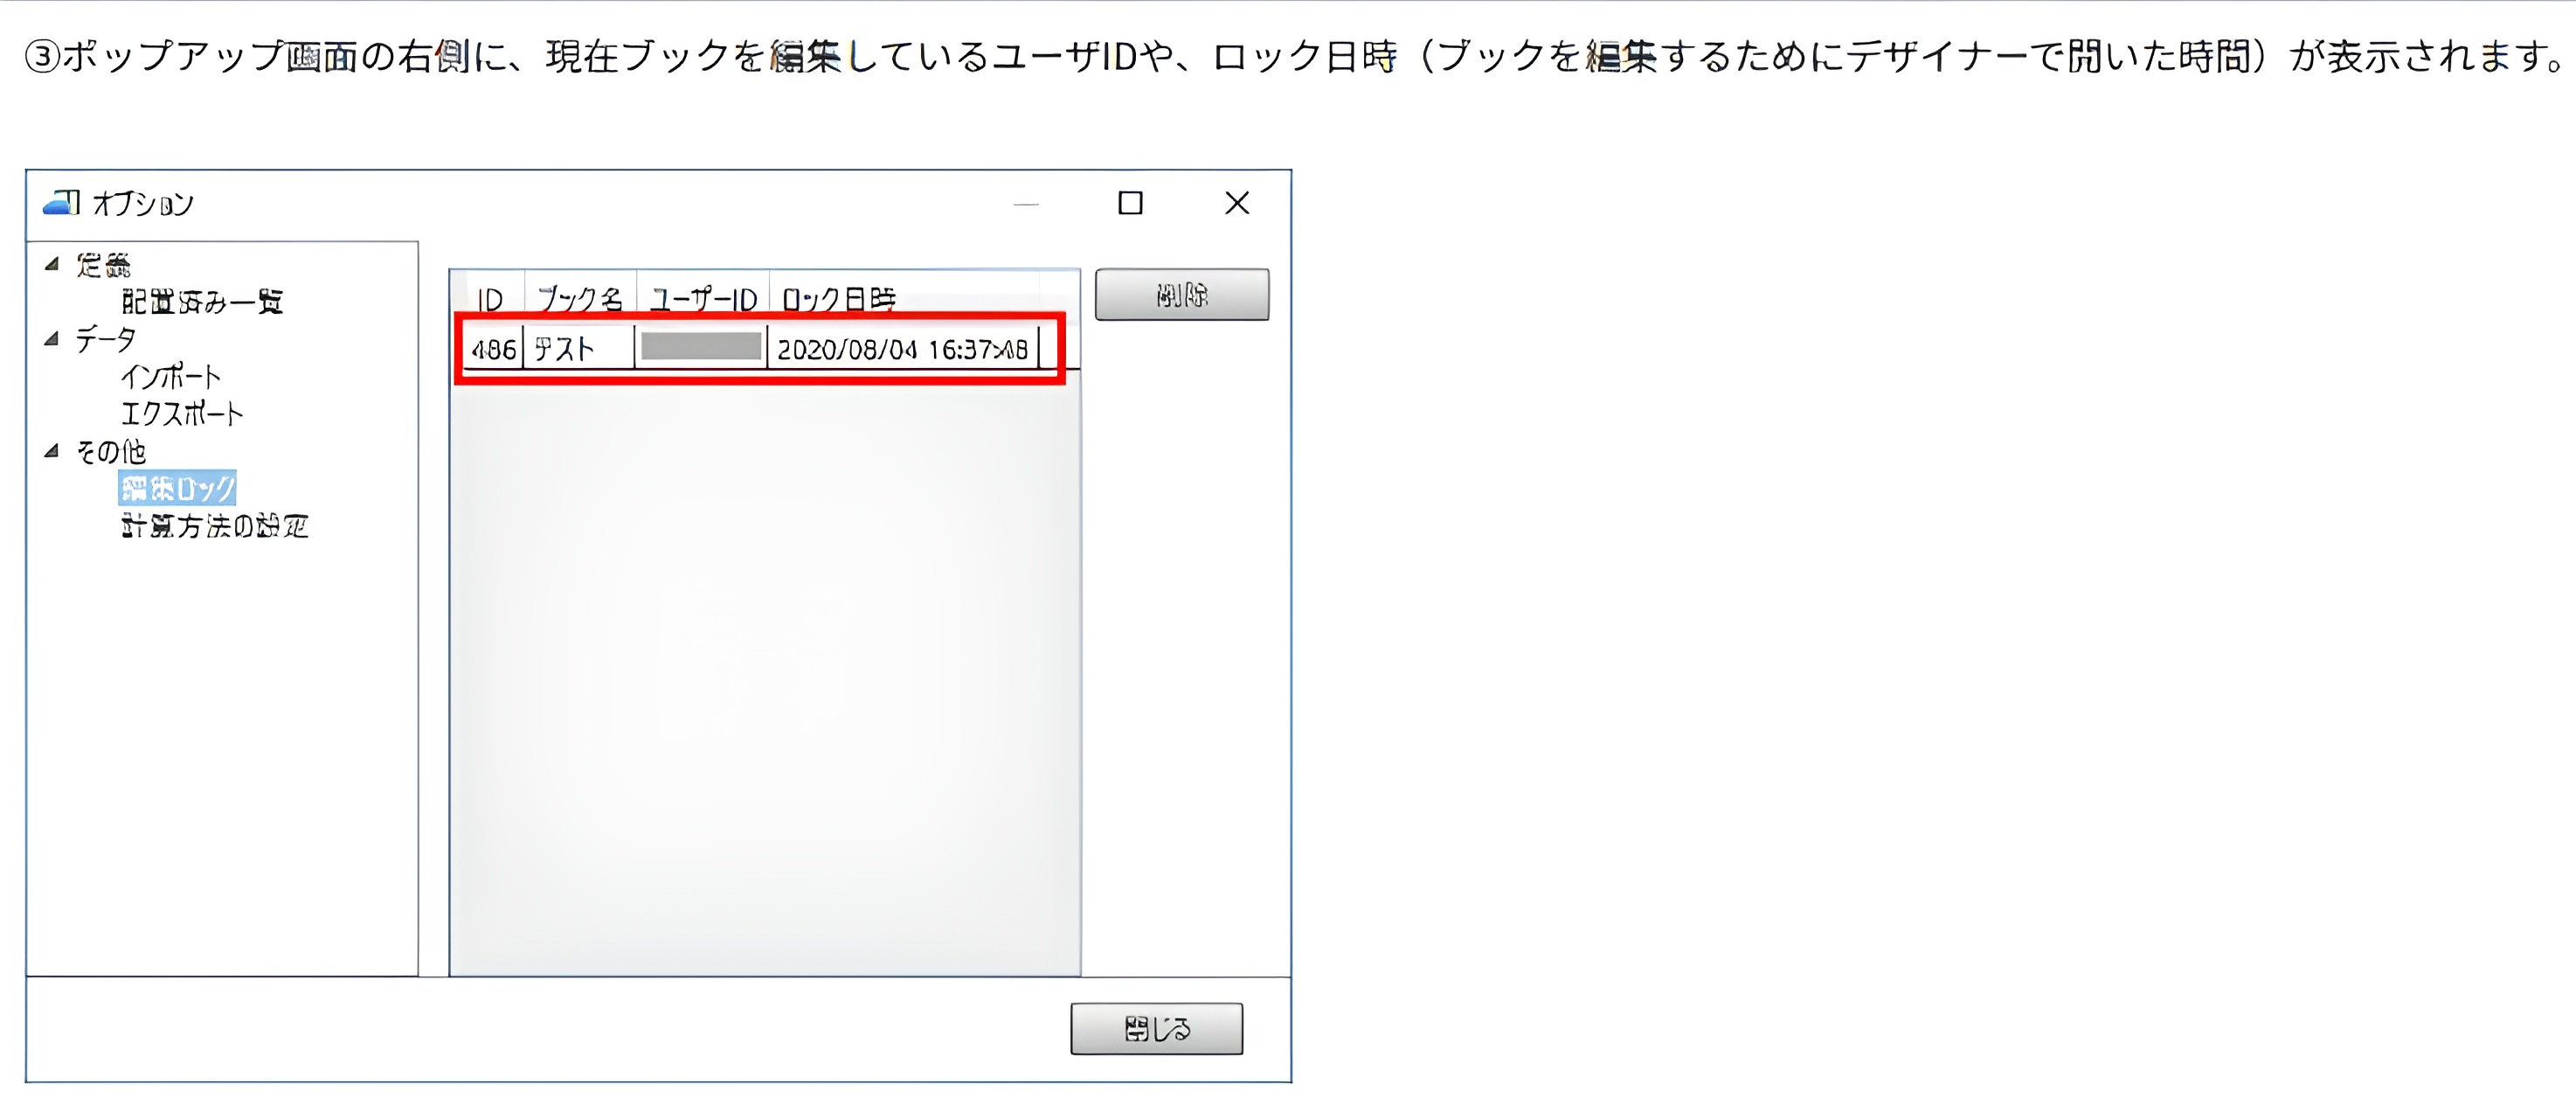 ③ポップアップ画面の右側に、現在ブックを編集しているユーザIDや、ロック日時（ブックを編集するためにデザイナーで開いた時間）が表示されます。
オプション
定義
配置済み一覧
データ
インポート
エクスポート
その他
編集ロック
計算方法の設定
ID ブック名 ユーザーID ロック日時
486 テスト 2020/08/04 16:37:48
削除
閉じる